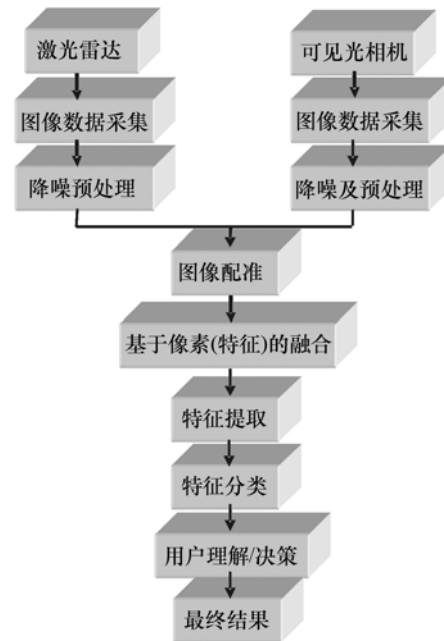 激光雷达
可见光相机
图像数据采集
图像数据采集
降噪预处理
降噪及预处理
图像配准
基于像素(特征)的融合
特征提取
特征分类
用户理解/决策
最终结果